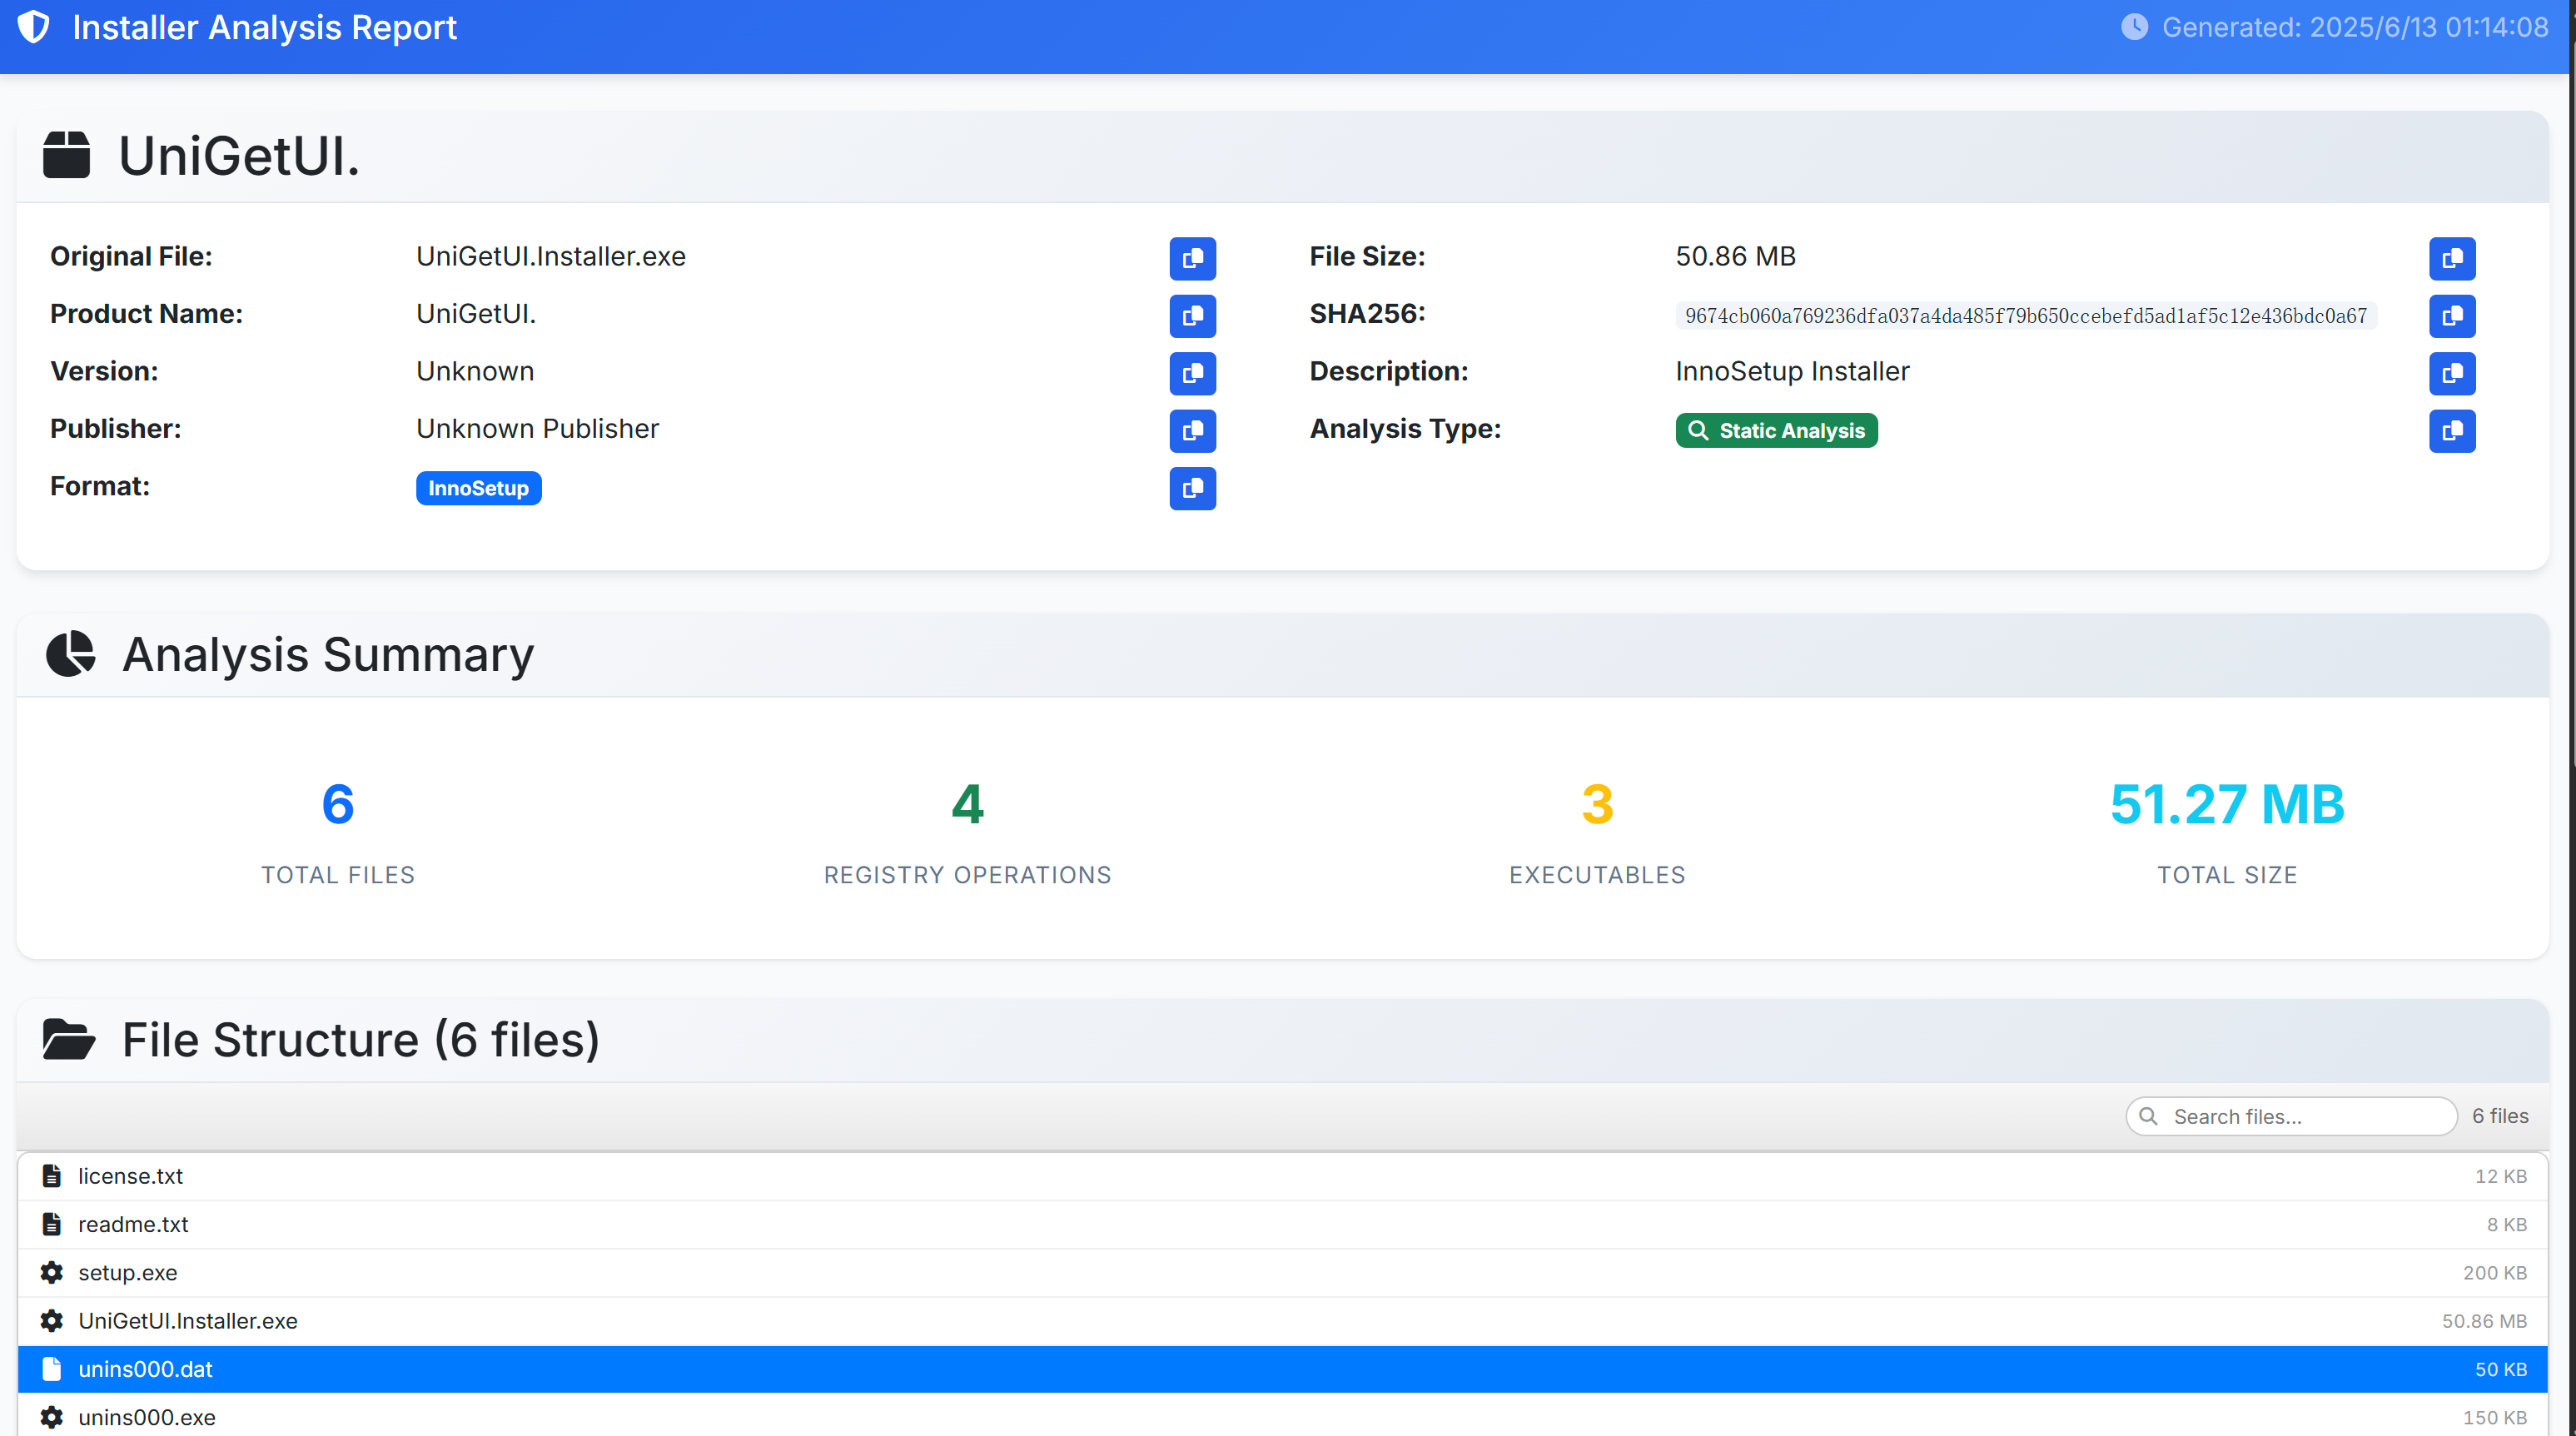 Installer Analysis Report
Generated: 2025/6/13 01:14:08
UniGetUI.
Original File: UniGetUI.Installer.exe
File Size: 50.86 MB
Product Name: UniGetUI.
SHA256: 9674cb060a769236dfa037a4da485f79b650ccebefd5ad1af5c12e436bdc0a67
Version: Unknown
Description: InnoSetup Installer
Publisher: Unknown Publisher
Analysis Type: Static Analysis
Format: InnoSetup
Analysis Summary
6
TOTAL FILES
4
REGISTRY OPERATIONS
3
EXECUTABLES
51.27 MB
TOTAL SIZE
File Structure (6 files)
Search files...
6 files
license.txt 12 KB
readme.txt 8 KB
setup.exe 200 KB
UniGetUI.Installer.exe 50.86 MB
unins000.dat 50 KB
unins000.exe 150 KB